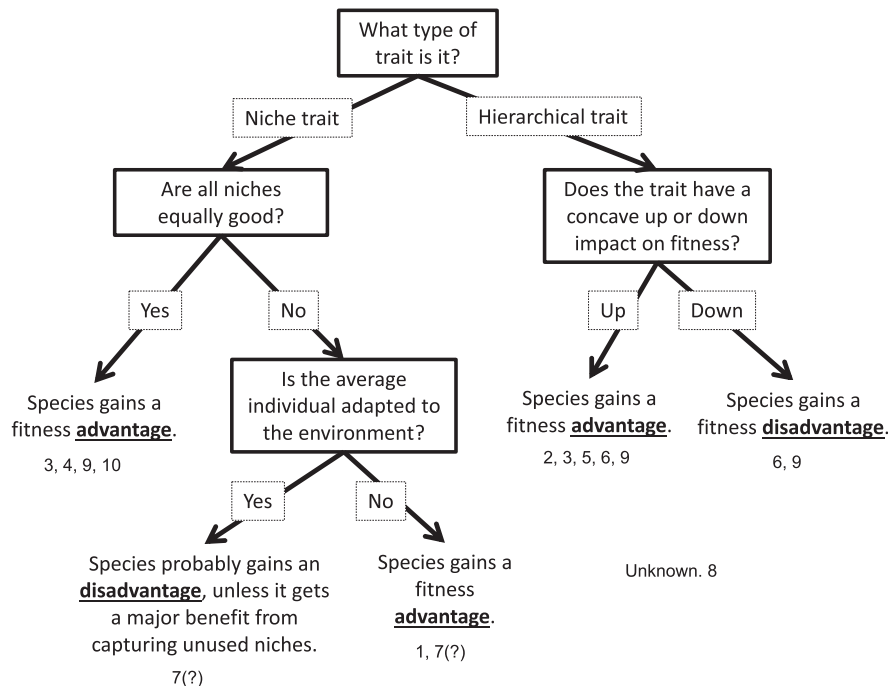 What type of
trait is it?
Niche trait
Hierarchical trait
Are all niches
equally good?
Does the trait have a
concave up or down
impact on fitness?
Yes
No
Up
Down
Species gains a
fitness advantage.
3, 4, 9, 10
Is the average
individual adapted to
the environment?
Species gains a
fitness advantage.
2, 3, 5, 6, 9
Species gains a
fitness disadvantage.
6, 9
Yes
No
Species probably gains an
disadvantage, unless it gets
a major benefit from
capturing unused niches.
7(?)
Species gains a
fitness
advantage.
1, 7(?)
Unknown. 8